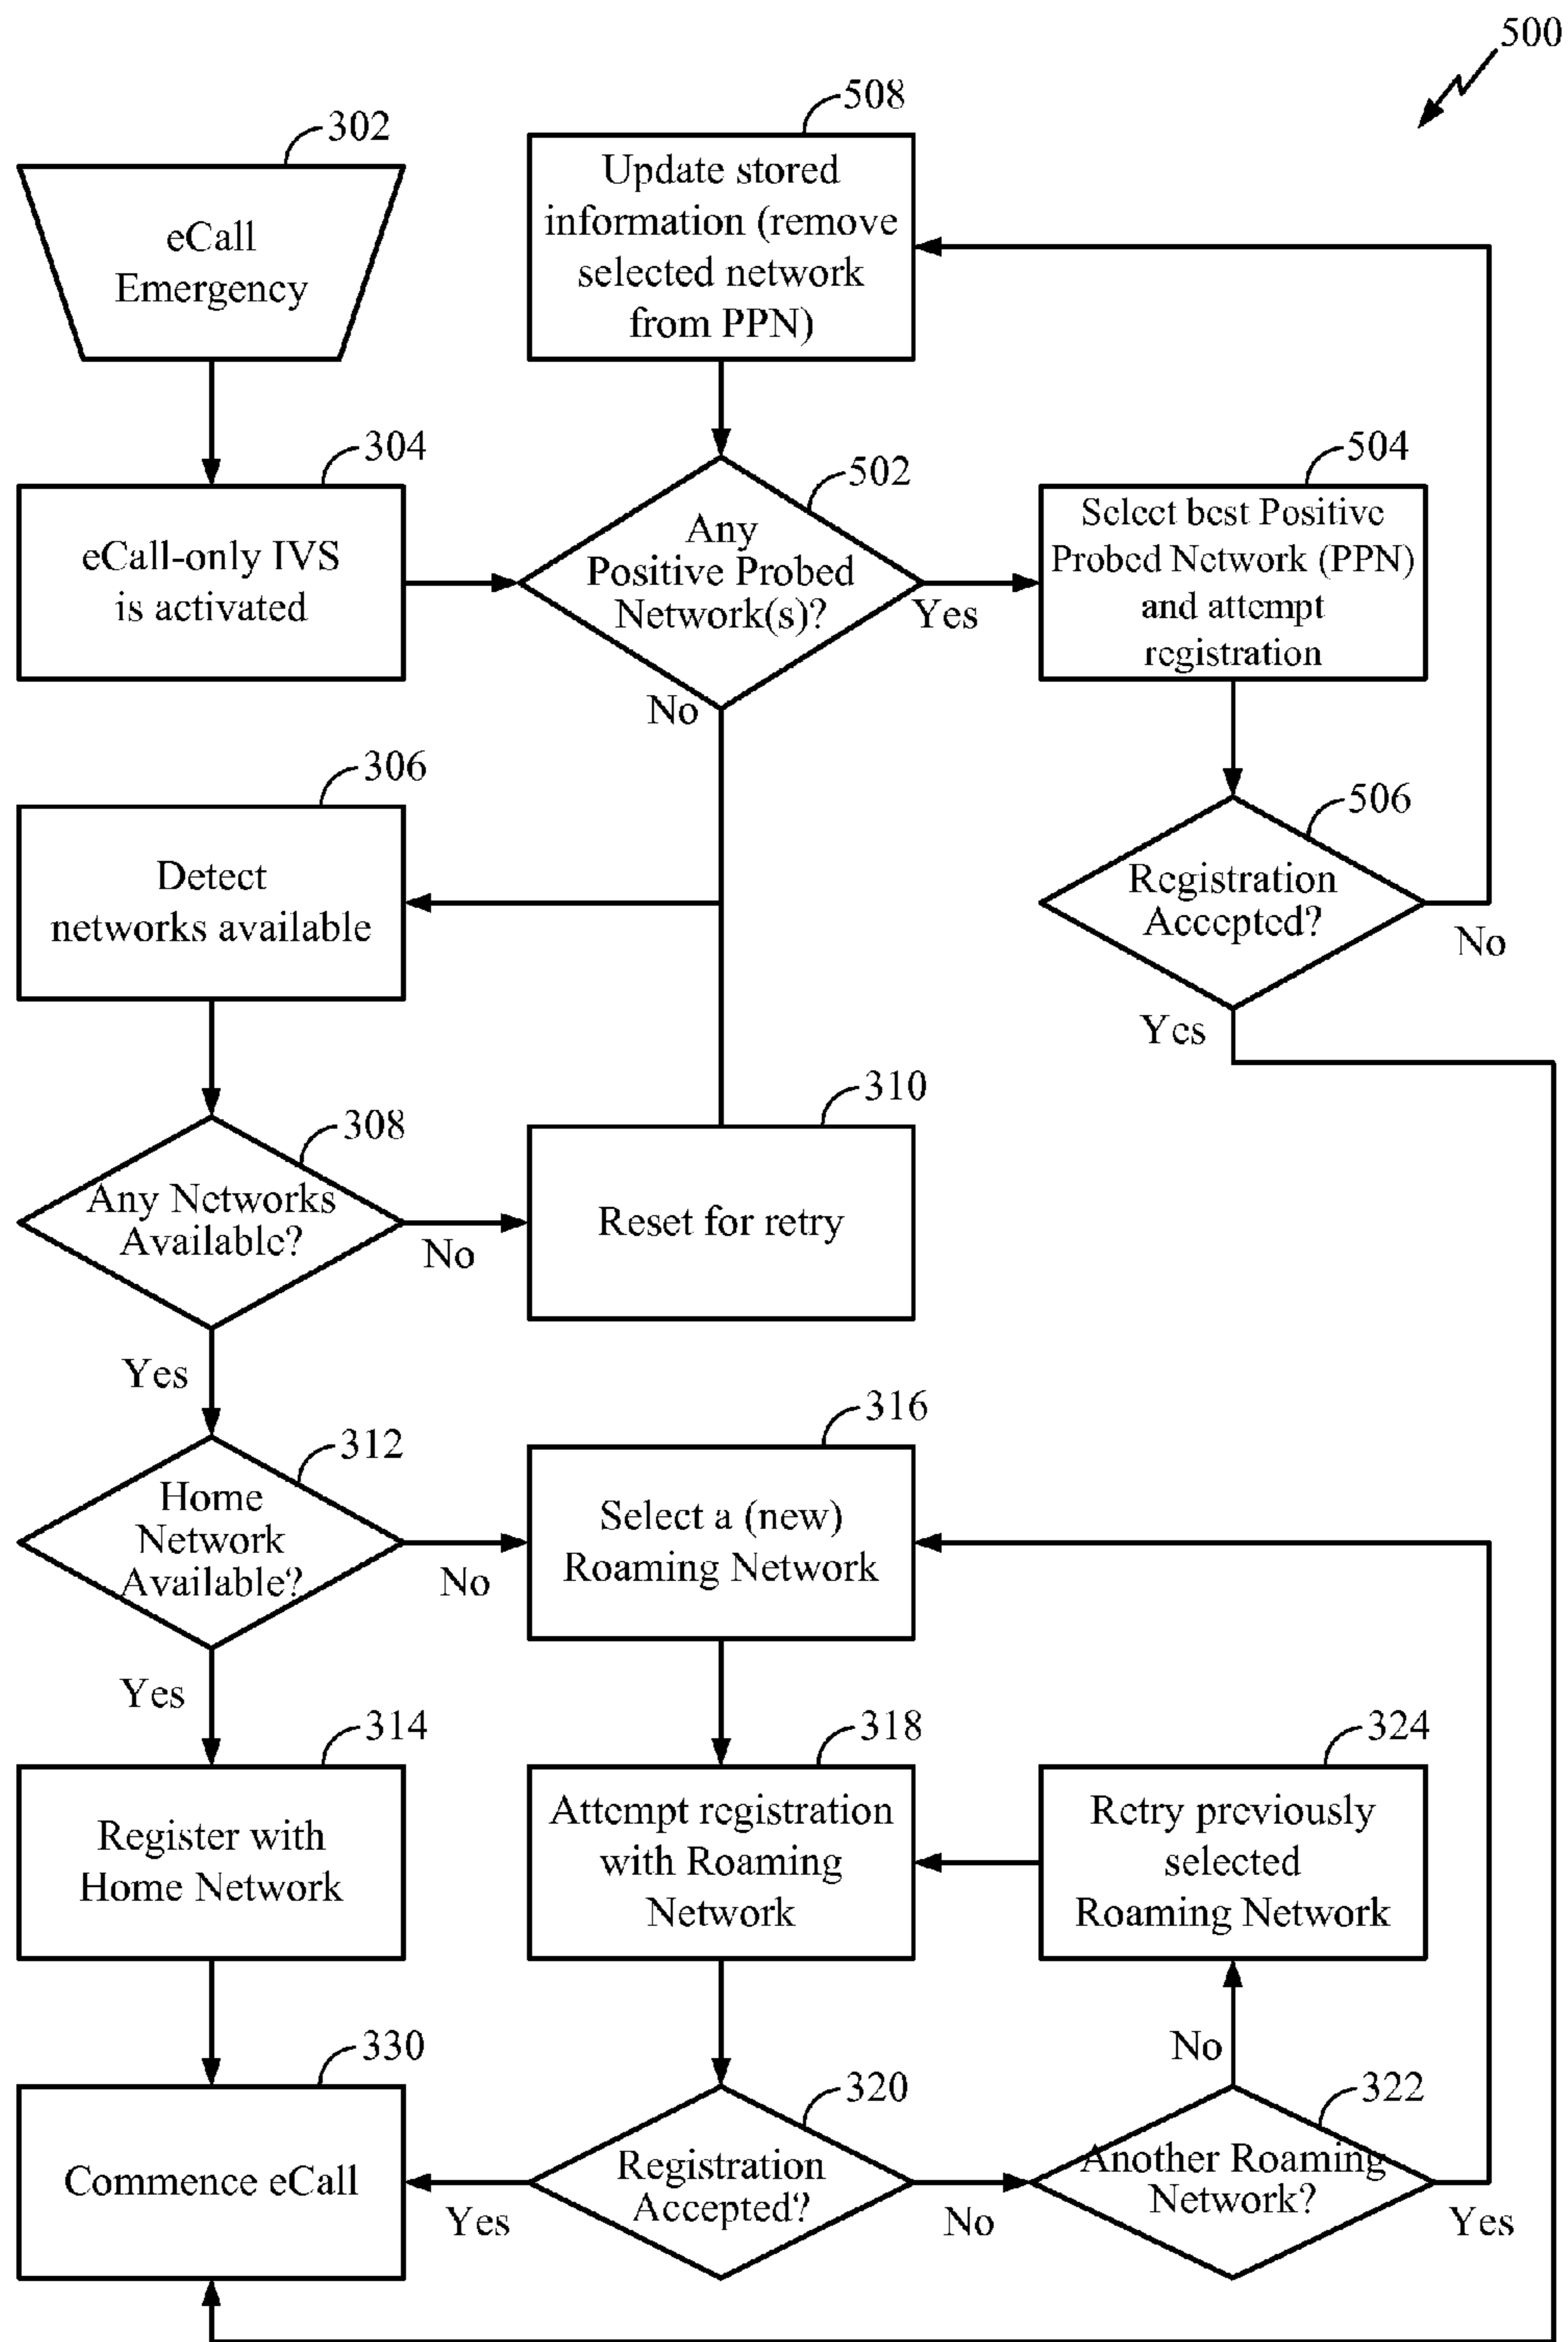 500
508
302
Update stored
information (remove
selected network
from PPN)
eCall
Emergency
304
502
504
eCall-only IVS
is activated
Any
Positive Probed
Network(s)?
Yes
Select best Positive
Probed Network (PPN)
and attempt
registration
No
306
506
Detect
networks available
Registration
Accepted?
No
Yes
310
308
Any Networks
Available?
No
Reset for retry
Yes
316
312
Home
Network
Available?
No
Select a (new)
Roaming Network
Yes
314
318
324
Register with
Home Network
Attempt registration
with Roaming
Network
Retry previously
selected
Roaming Network
No
330
320
322
Commence eCall
Yes
Registration
Accepted?
No
Another Roaming
Network?
Yes